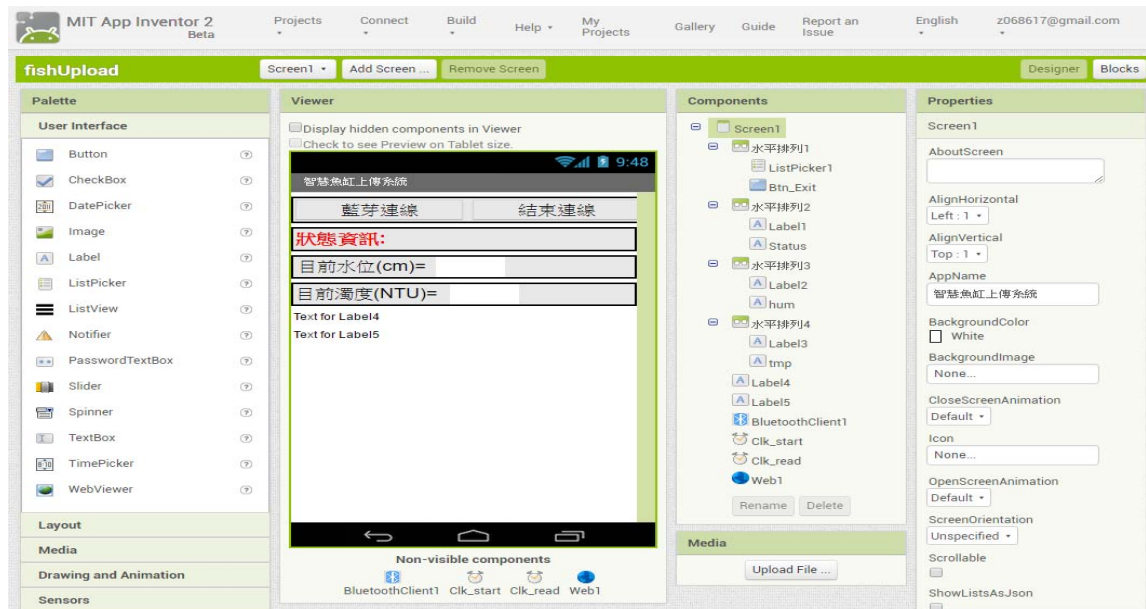 MIT App Inventor 2
Beta
Projects Connect Build Help My Projects Gallery Guide Report an Issue English z068617@gmail.com
fishUpload Screen1 Add Screen ... Remove Screen Designer Blocks
Palette
User Interface
Button
CheckBox
DatePicker
Image
Label
ListPicker
ListView
Notifier
PasswordTextBox
Slider
Spinner
TextBox
TimePicker
WebViewer
Layout
Media
Drawing and Animation
Sensors
Viewer
Display hidden components in Viewer
Check to see Preview on Tablet size.
9:48
智慧魚缸上傳系統
藍芽連線 結束連線
狀態資訊:
目前水位(cm)=
目前濁度(NTU)=
Text for Label4
Text for Label5
Non-visible components
BluetoothClient1 Clk_start Clk_read Web1
Components
Screen1
水平排列1
ListPicker1
Btn_Exit
水平排列2
Label1
Status
水平排列3
Label2
hum
水平排列4
Label3
tmp
Label4
Label5
BluetoothClient1
Clk_start
Clk_read
Web1
Rename Delete
Media
Upload File ...
Properties
Screen1
AboutScreen
AlignHorizontal
Left : 1
AlignVertical
Top : 1
AppName
智慧魚缸上傳系統
BackgroundColor
White
BackgroundImage
None...
CloseScreenAnimation
Default
Icon
None...
OpenScreenAnimation
Default
ScreenOrientation
Unspecified
Scrollable
ShowListsAsJson